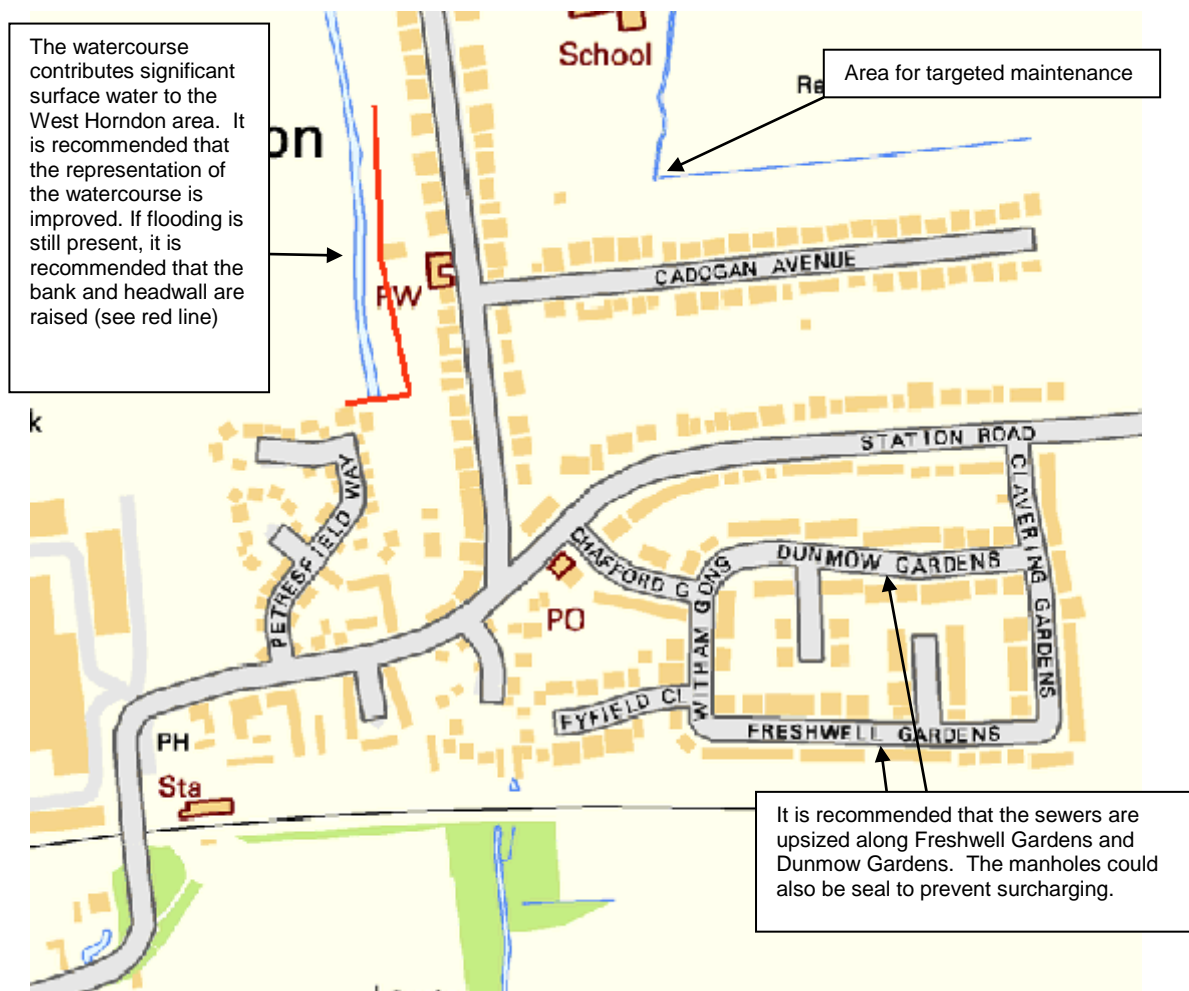 The watercourse
contributes significant
surface water to the
West Horndon area.  It
is recommended that
the representation of
the watercourse is
improved. If flooding is
still present, it is
recommended that the
bank and headwall are
raised (see red line)
School
Area for targeted maintenance
Re
on
CADOGAN AVENUE
PW
k
STATION ROAD
PETRESFIELD WAY
CHAFFORD G
WITHAM GDNS
DUNMOW GARDENS
CLAVERING GARDENS
PO
FYFIELD Cl
FRESHWELL GARDENS
PH
Sta
It is recommended that the sewers are
upsized along Freshwell Gardens and
Dunmow Gardens.  The manholes could
also be seal to prevent surcharging.